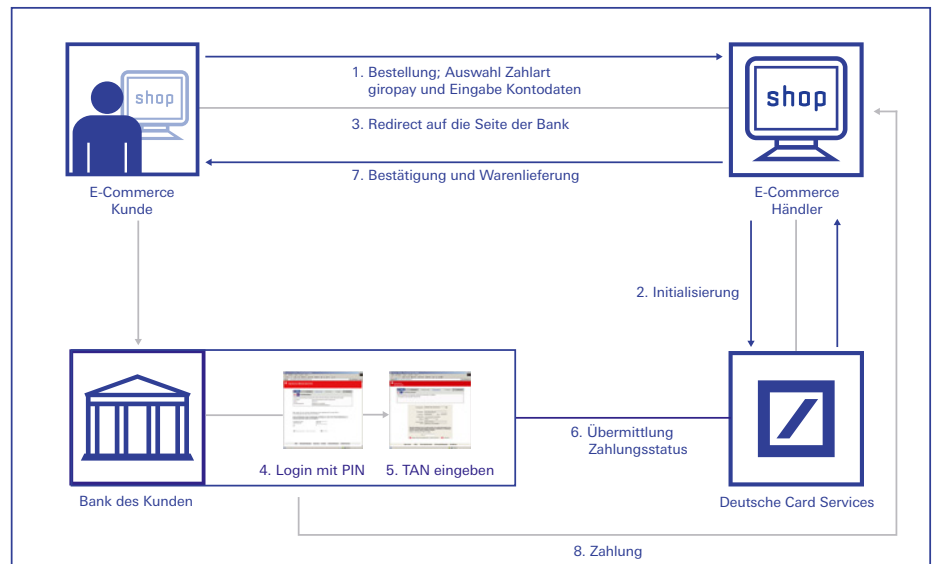 shop
shop
1. Bestellung; Auswahl Zahlart
giropay und Eingabe Kontodaten
3. Redirect auf die Seite der Bank
7. Bestätigung und Warenlieferung
E-Commerce
Kunde
E-Commerce
Händler
2. Initialisierung
4. Login mit PIN
5. TAN eingeben
6. Übermittlung
Zahlungsstatus
Bank des Kunden
Deutsche Card Services
8. Zahlung